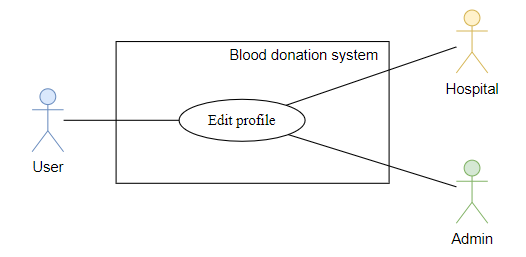 Blood donation system
Hospital
Edit profile
User
Admin